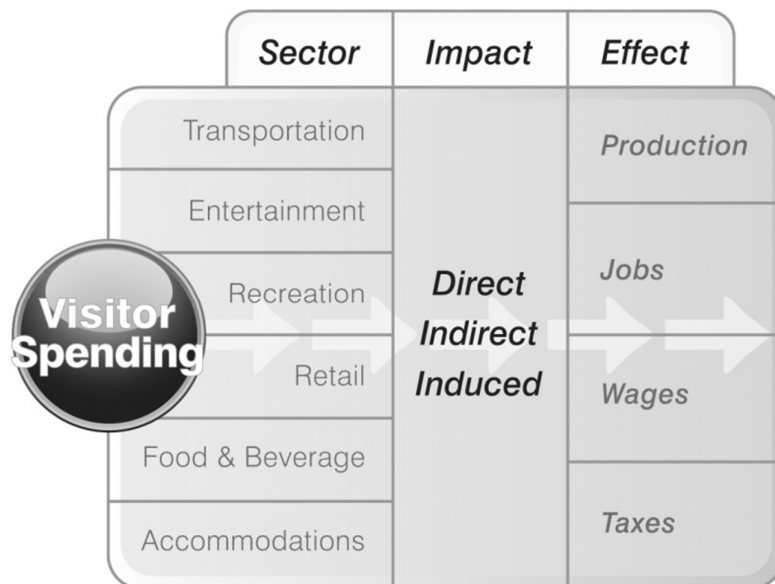 Sector
Impact
Effect
Transportation
Entertainment
Recreation
Retail
Food & Beverage
Accommodations
Visitor
Spending
Direct
Indirect
Induced
Production
Jobs
Wages
Taxes